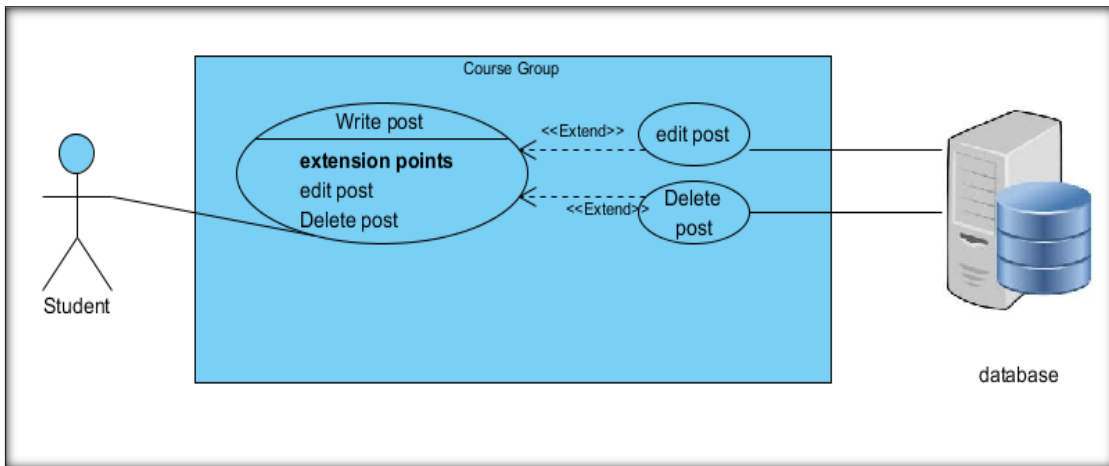 Course Group
Write post
extension points
edit post
Delete post
<<Extend>>
edit post
<<Extend>>
Delete
post
Student
database